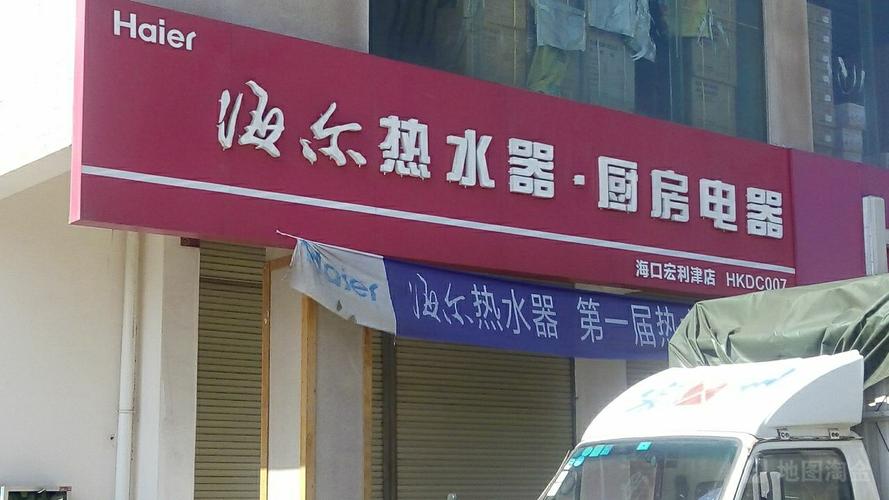 Haier
海尔热水器·厨房电器
海口宏利津店 HKDC007
Haier 海尔热水器 第一届热
地图淘金